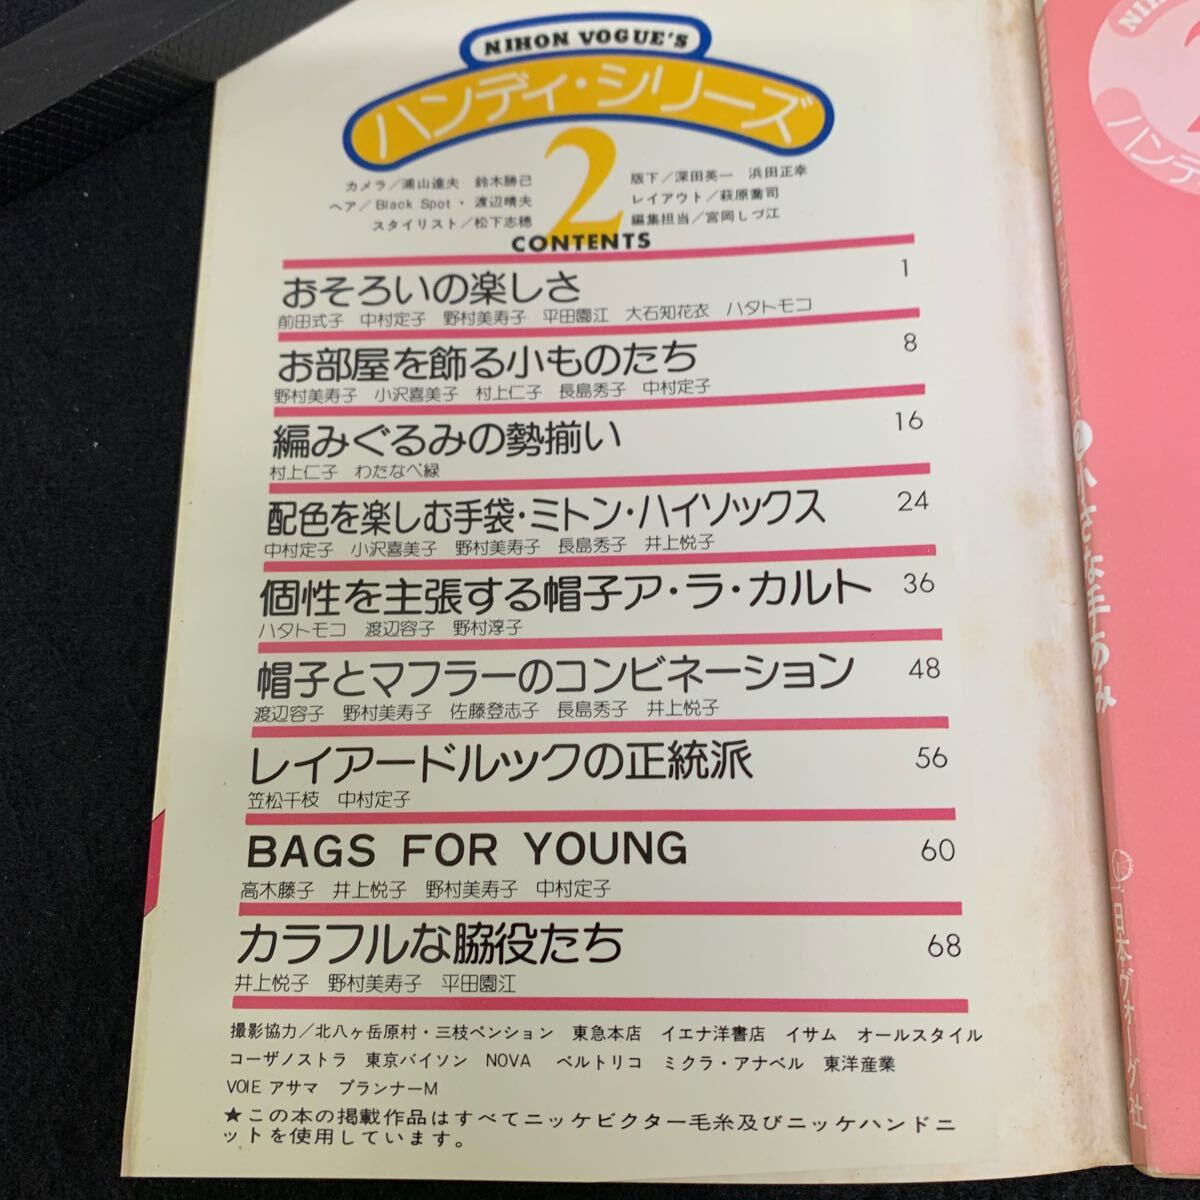 NIHON VOGUE'S
ハンディ・シリーズ
2
カメラ／浦山達夫　鈴木勝己
ヘア／Black Spot・渡辺晴夫
スタイリスト／松下志穂
版下／深田英一　浜田正幸
レイアウト／萩原喬司
編集担当／宮岡しづ江
CONTENTS
おそろいの楽しさ 1
前田式子　中村定子　野村美寿子　平田園江　大石知花衣　ハタトモコ
お部屋を飾る小ものたち 8
野村美寿子　小沢喜美子　村上仁子　長島秀子　中村定子
編みぐるみの勢揃い 16
村上仁子　わたなべ緑
配色を楽しむ手袋・ミトン・ハイソックス 24
中村定子　小沢喜美子　野村美寿子　長島秀子　井上悦子
個性を主張する帽子ア・ラ・カルト 36
ハタトモコ　渡辺容子　野村淳子
帽子とマフラーのコンビネーション 48
渡辺容子　野村美寿子　佐藤登志子　長島秀子　井上悦子
レイアードルックの正統派 56
笠松千枝　中村定子
BAGS FOR YOUNG 60
高木藤子　井上悦子　野村美寿子　中村定子
カラフルな脇役たち 68
井上悦子　野村美寿子　平田園江
撮影協力／北八ヶ岳原村・三枝ペンション　東急本店　イエナ洋書店　イサム　オールスタイル
コーザノストラ　東京バイソン　NOVA　ベルトリコ　ミクラ・アナベル　東洋産業
VOIE アサマ　プランナーM
★この本の掲載作品はすべてニッケビクター毛糸及びニッケハンドニ
ットを使用しています。
2 小さな手あみ
日本ヴォーグ社